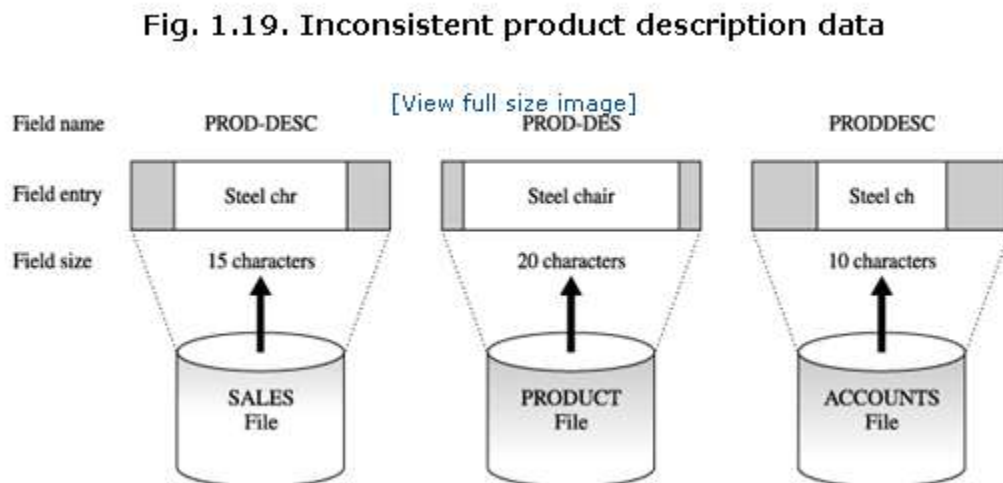 Fig. 1.19. Inconsistent product description data
[View full size image]
Field name PROD-DESC PROD-DES PRODDESC
Field entry Steel chr Steel chair Steel ch
Field size 15 characters 20 characters 10 characters
SALES PRODUCT ACCOUNTS
File File File